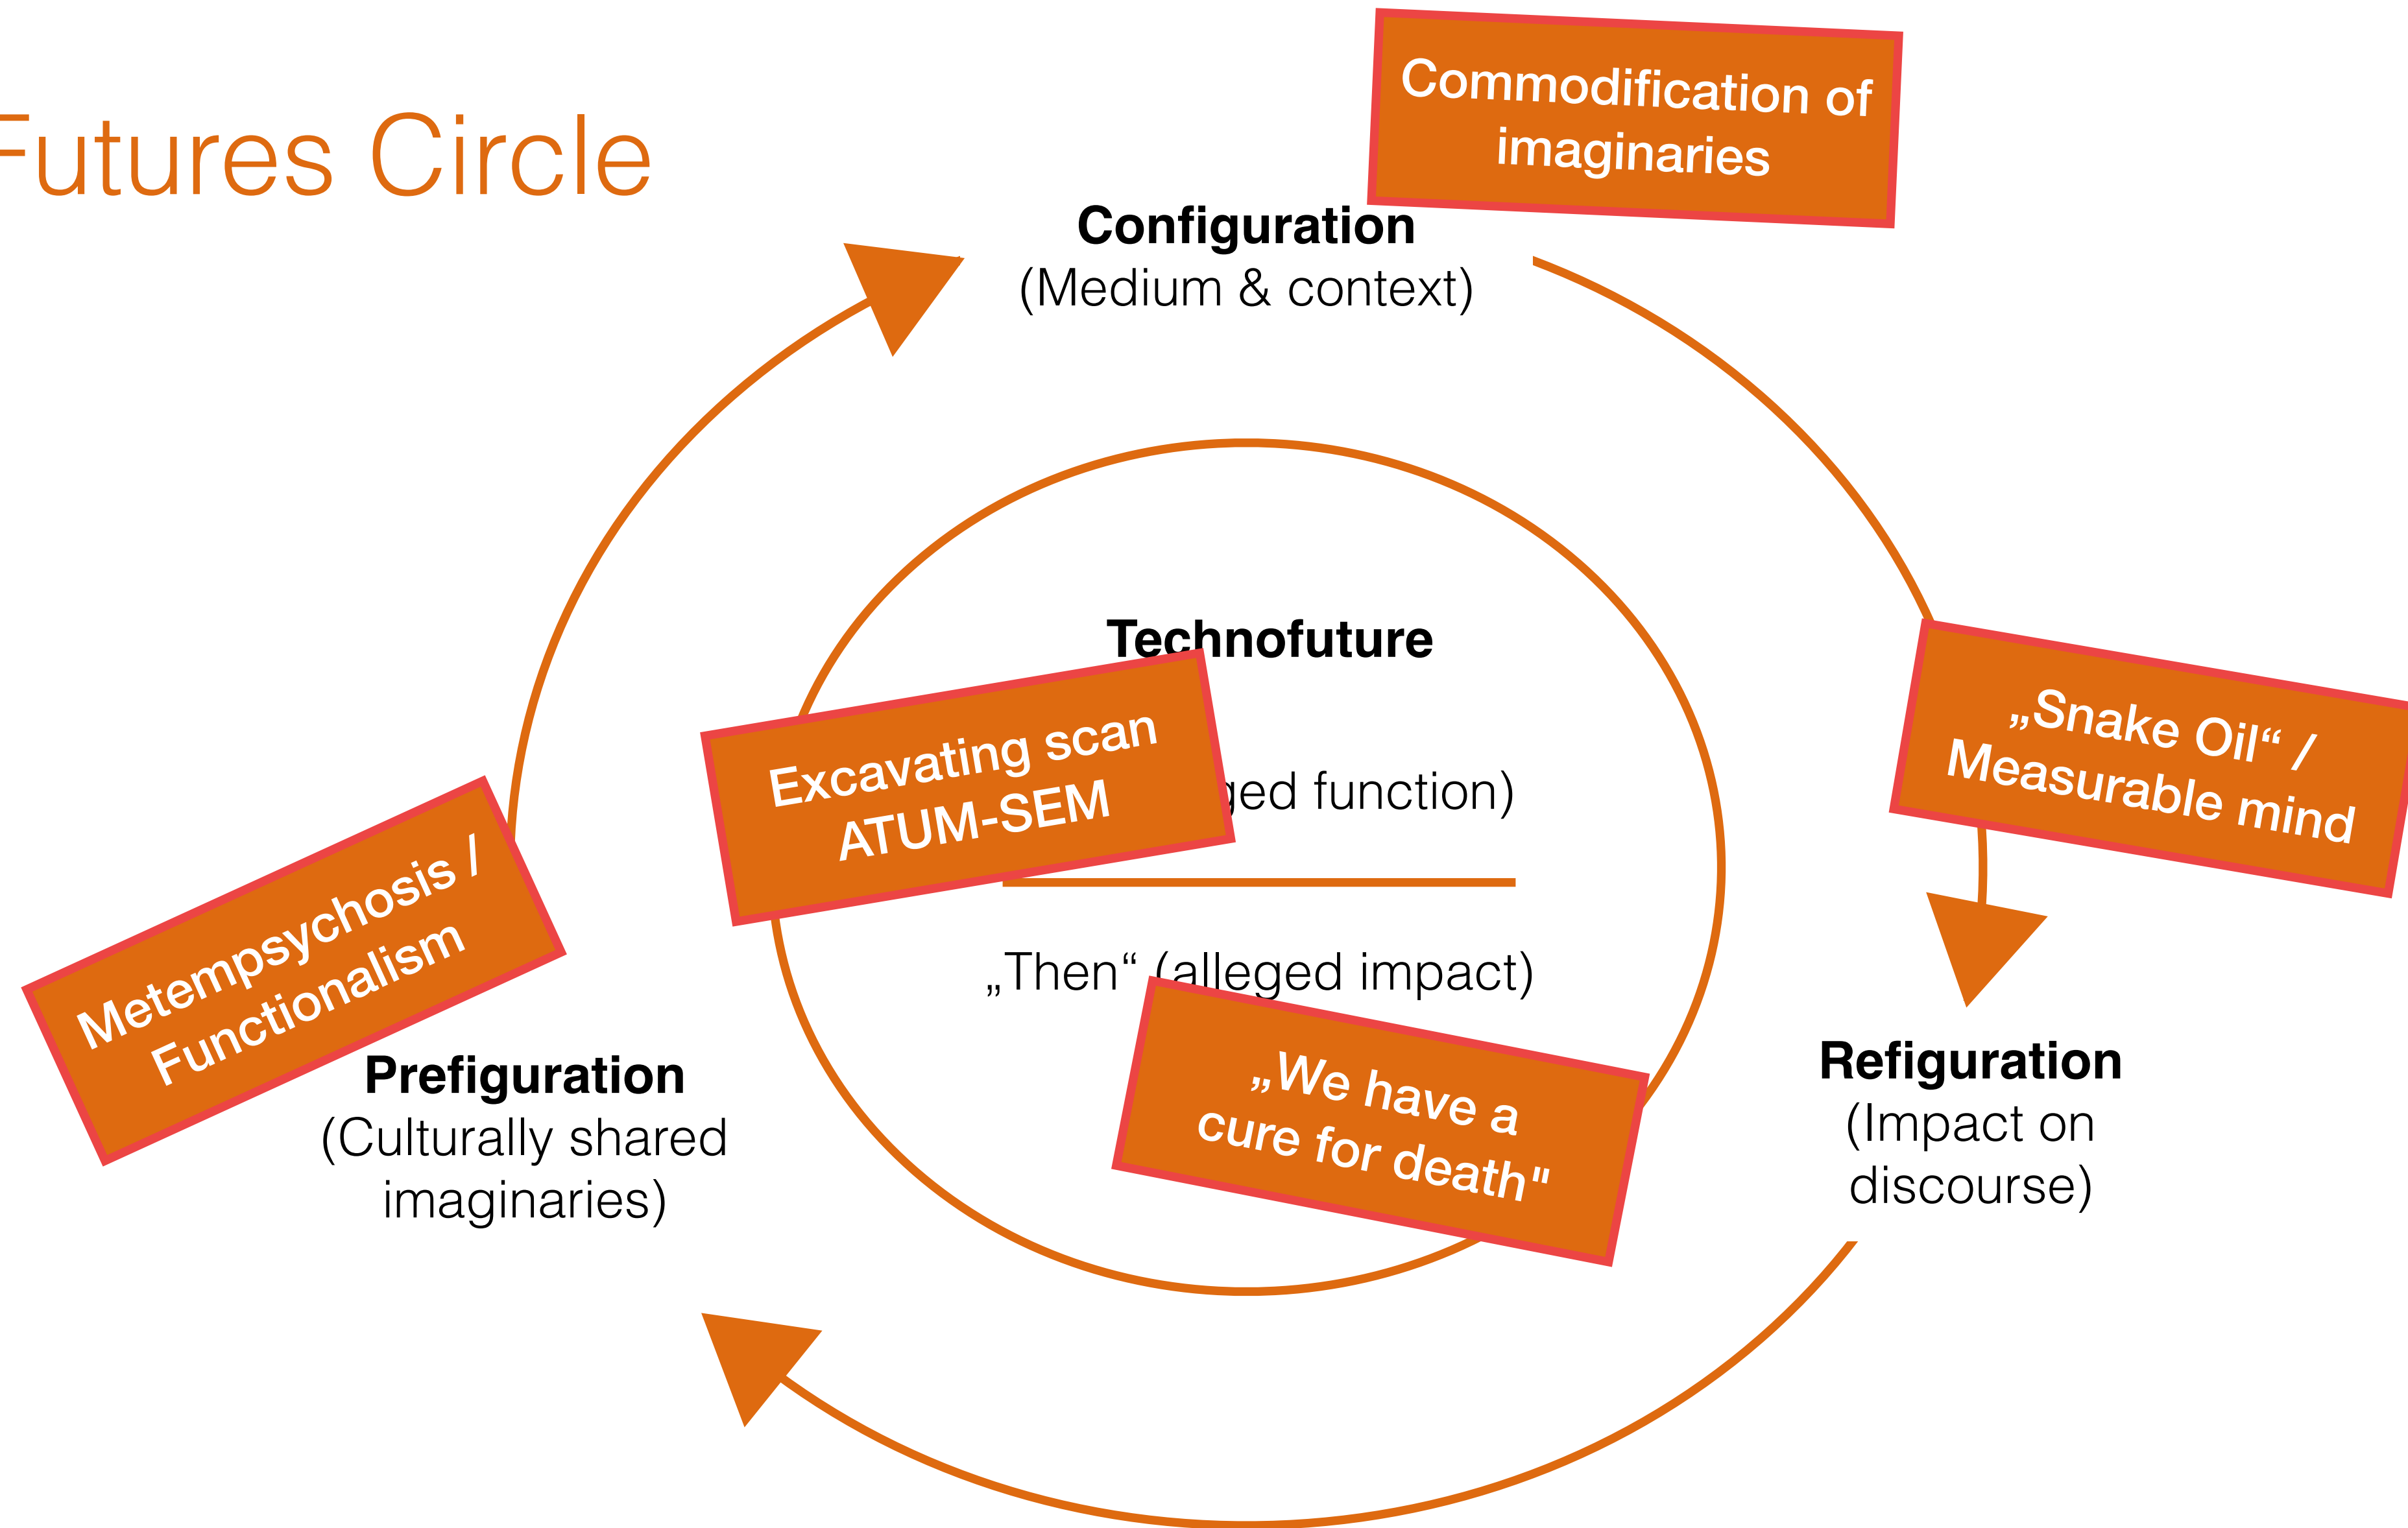 Futures Circle
Commodification of
imaginaries
Configuration
(Medium & context)
Technofuture
Excavating scan
ATUM-SEM
function)
„Then“ (alleged impact)
„We have a
cure for death"
„Snake Oil“ /
Measurable mind
Metempsychosis /
Functionalism
Prefiguration
(Culturally shared
imaginaries)
Refiguration
(Impact on
discourse)